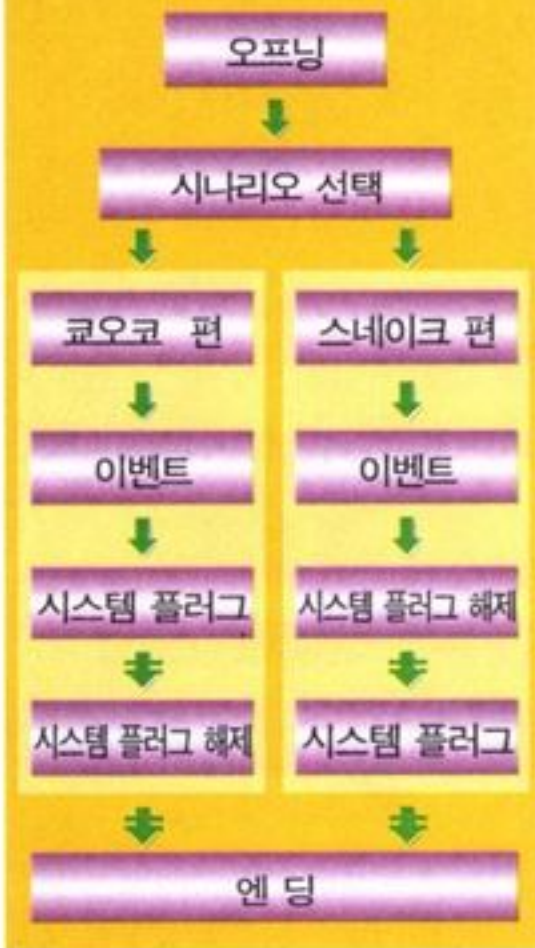 오프닝
시나리오 선택
쿄오코 편
스네이크 편
이벤트
이벤트
시스템 플러그
시스템 플러그 해제
시스템 플러그 해제
시스템 플러그
엔 딩